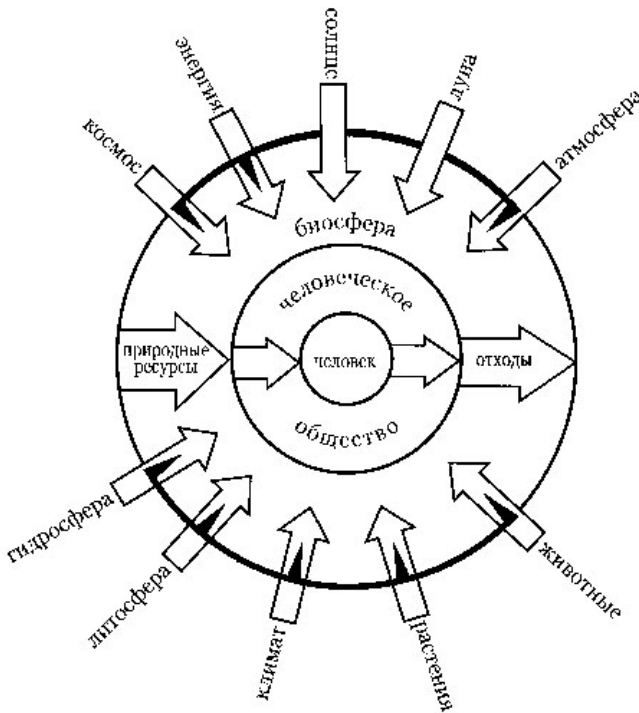 космос
энергия
солнце
луна
атмосфера
биосфера
человеческое
природные
ресурсы
человек
отходы
общество
гидросфера
литосфера
климат
растения
животные